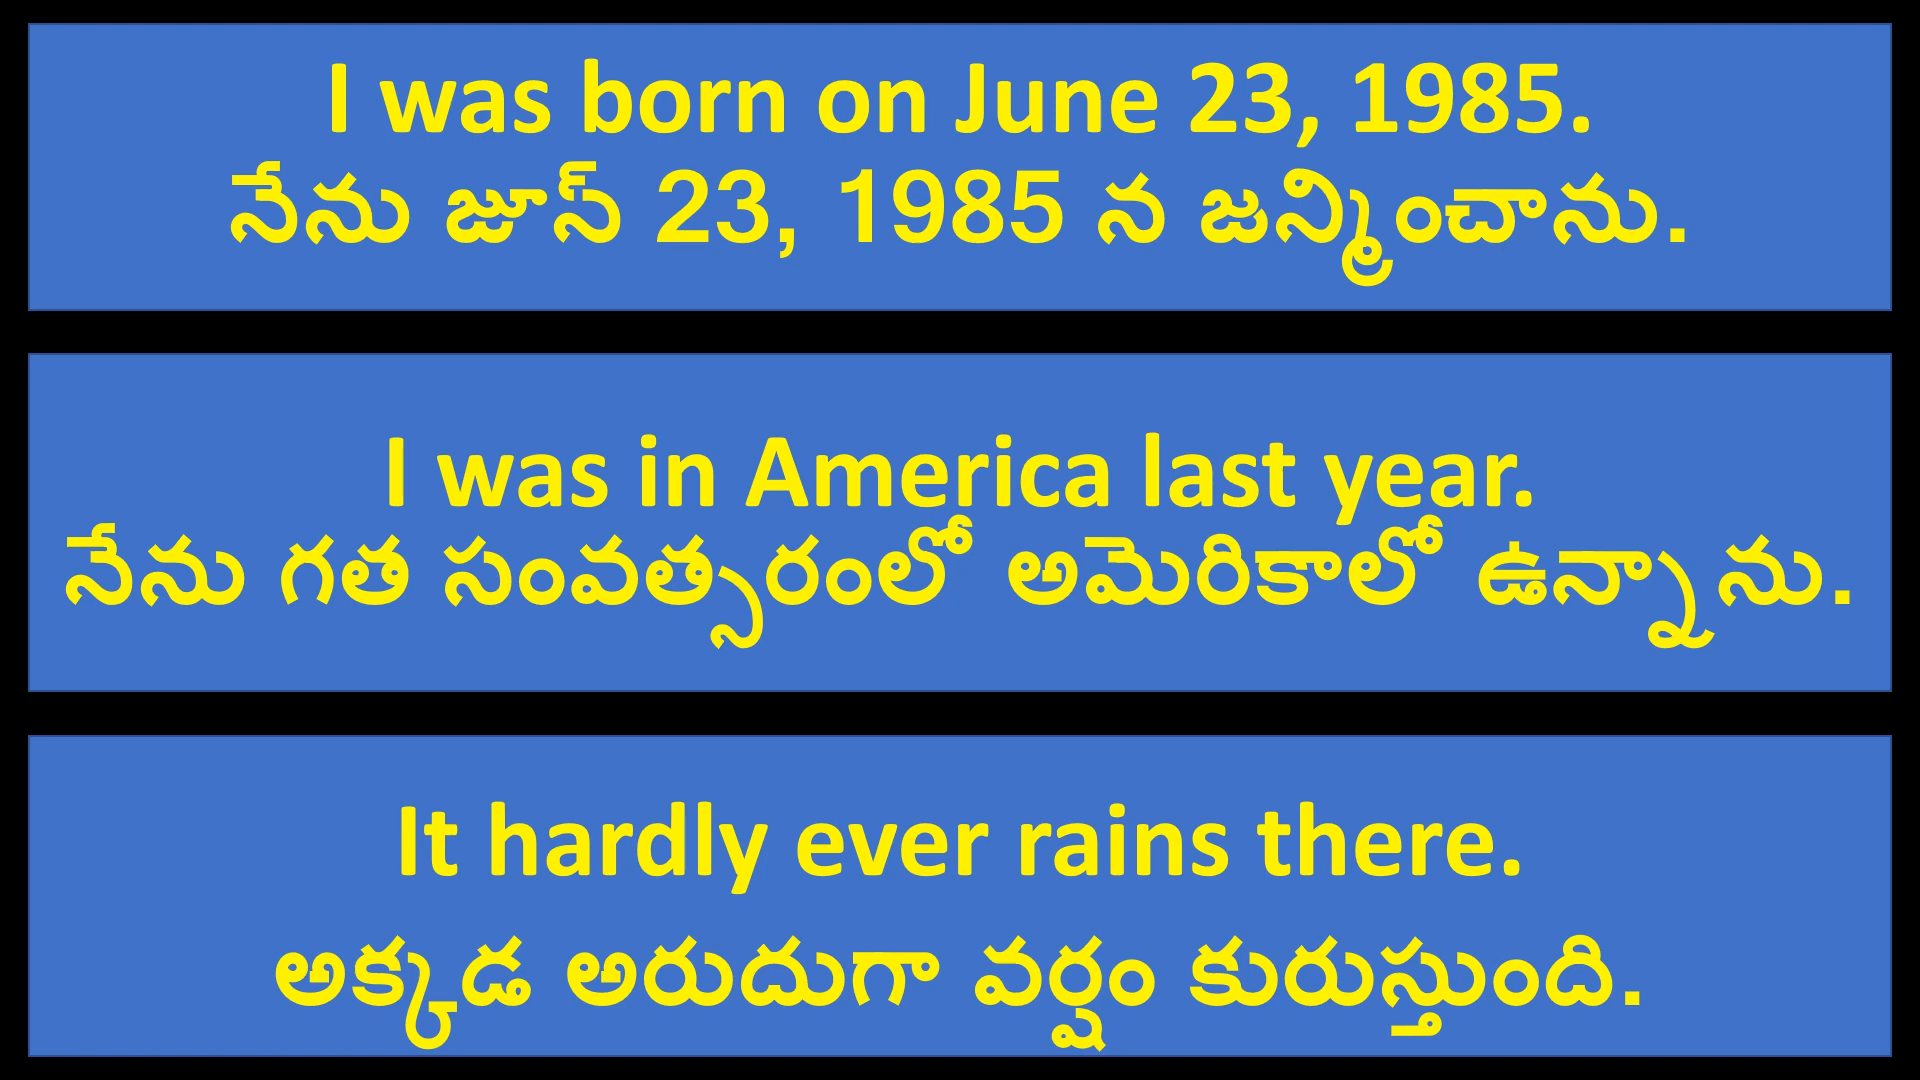 I was born on June 23, 1985.
నేను జూన్ 23, 1985 న జన్మించాను.
I was in America last year.
నేను గత సంవత్సరంలో అమెరికాలో ఉన్నాను.
It hardly ever rains there.
అక్కడ అరుదుగా వర్షం కురుస్తుంది.